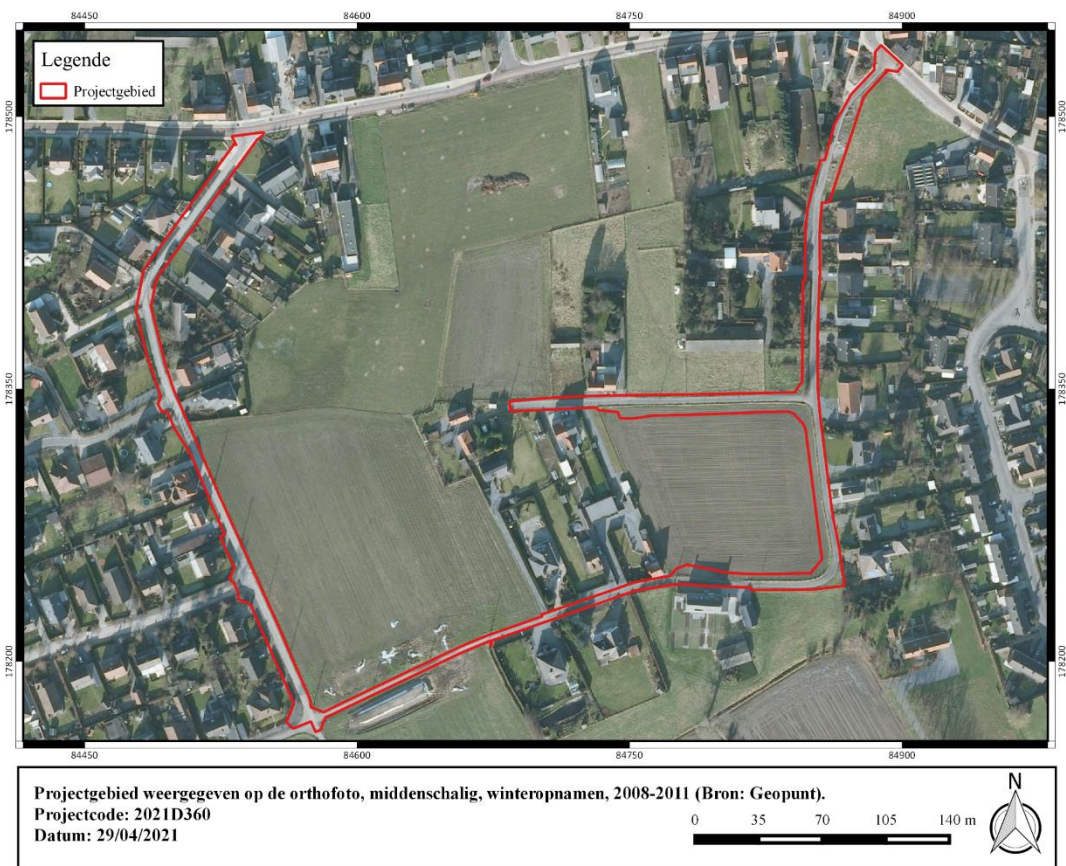 84450 84600 84750 84900
Legende
Projectgebied
178500 178500
178350 178350
178200 178200
84450 84600 84750 84900
Projectgebied weergegeven op de orthofoto, middenschalig, winteropnamen, 2008-2011 (Bron: Geopunt).
Projectcode: 2021D360
Datum: 29/04/2021
0 35 70 105 140 m
N